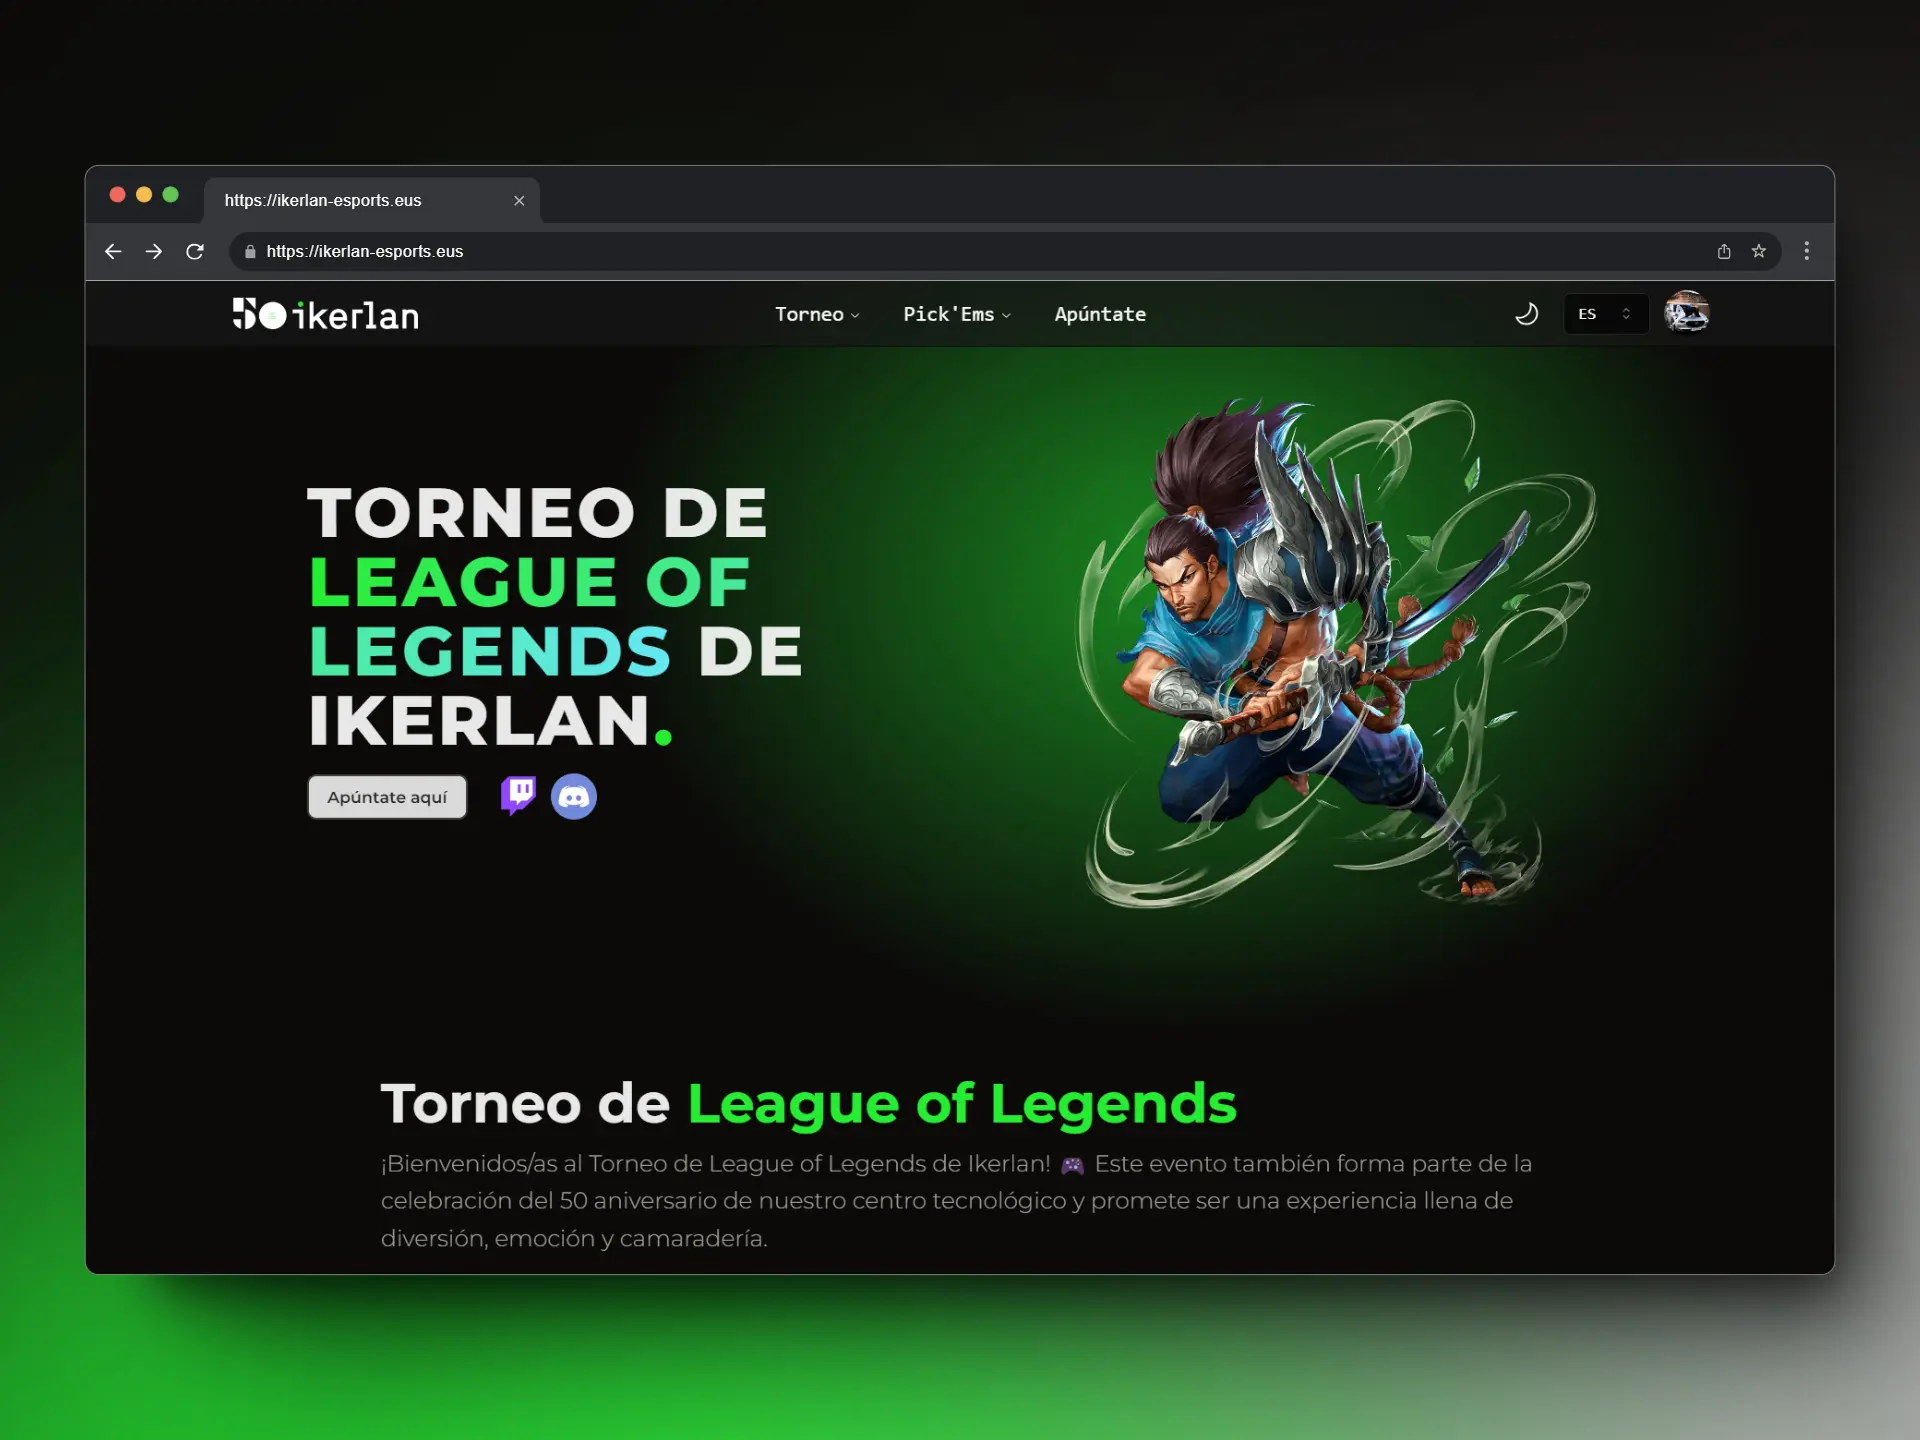 https://ikerlan-esports.eus
https://ikerlan-esports.eus
50 ikerlan
Torneo
Pick'Ems
Apúntate
ES
TORNEO DE
LEAGUE OF
LEGENDS DE
IKERLAN.
Apúntate aquí
Torneo de League of Legends
¡Bienvenidos/as al Torneo de League of Legends de Ikerlan! 🎮 Este evento también forma parte de la
celebración del 50 aniversario de nuestro centro tecnológico y promete ser una experiencia llena de
diversión, emoción y camaradería.